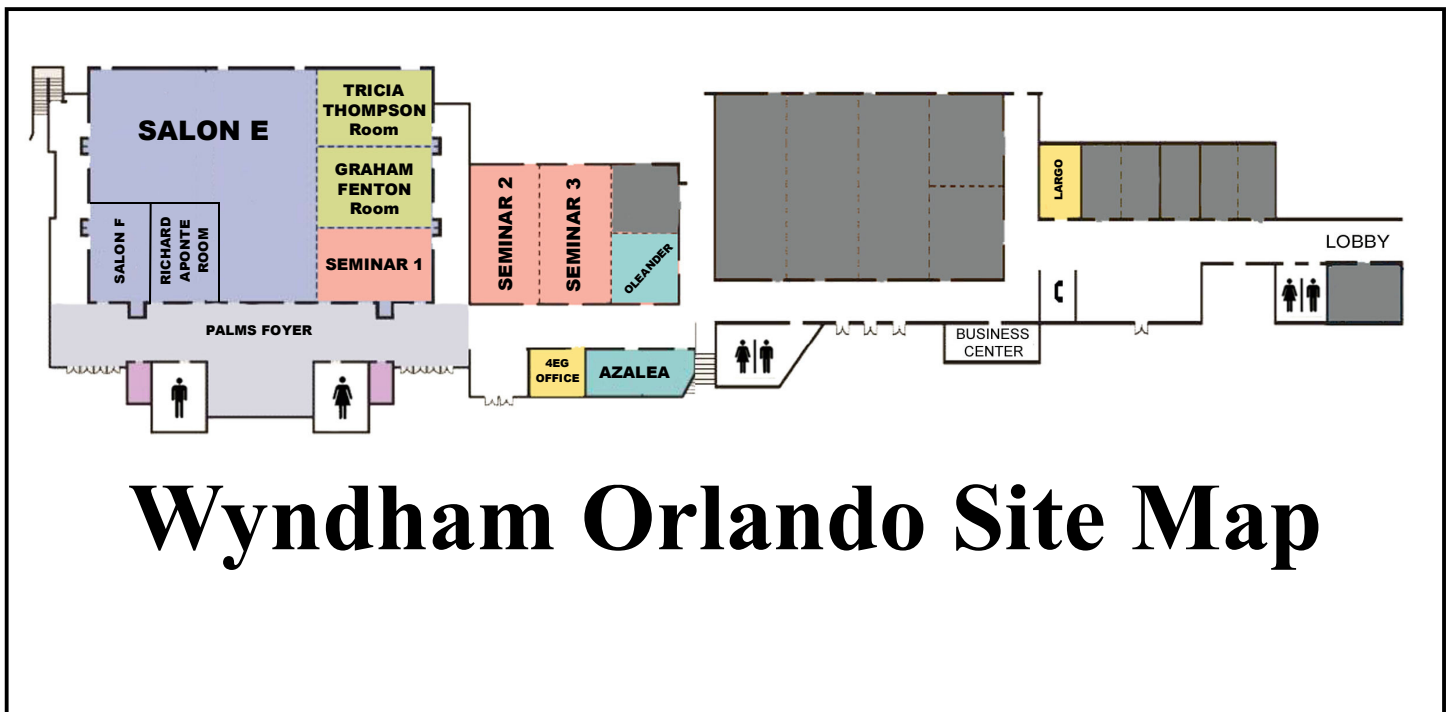 TRICIA
THOMPSON
Room
SALON E
GRAHAM
FENTON
Room
SALON F
RICHARD
APONTE
ROOM
SEMINAR 1
SEMINAR 2
SEMINAR 3
OLEANDER
LARGO
LOBBY
PALMS FOYER
4EG
OFFICE
AZALEA
BUSINESS
CENTER
Wyndham Orlando Site Map